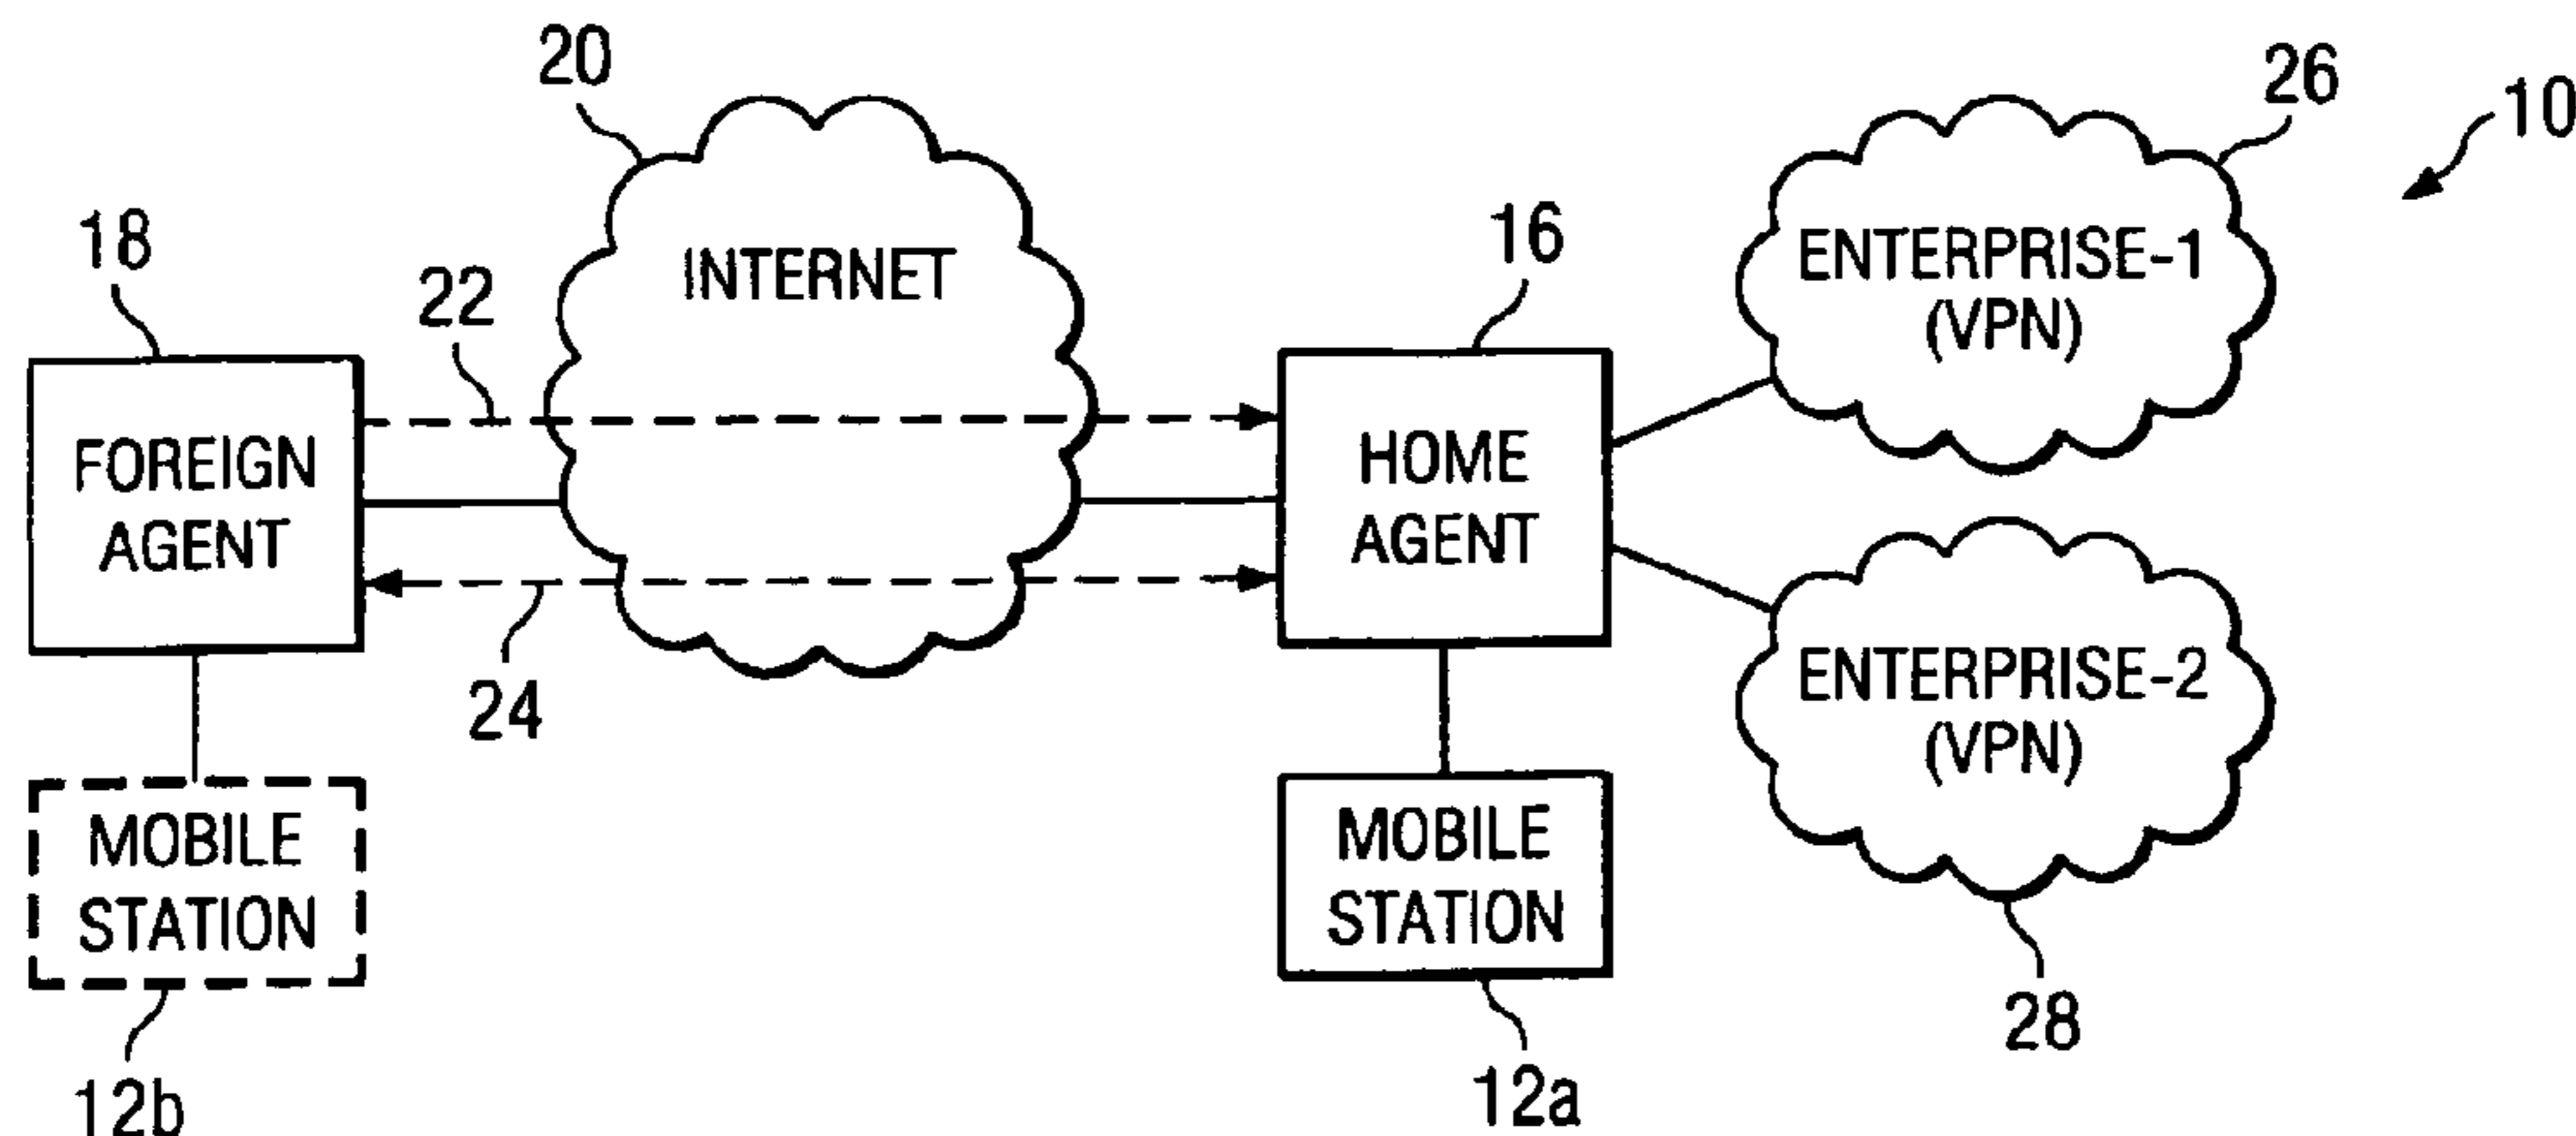 20
26
10
18
22
INTERNET
16
ENTERPRISE-1
(VPN)
FOREIGN
AGENT
HOME
AGENT
24
ENTERPRISE-2
(VPN)
MOBILE
STATION
MOBILE
STATION
28
12b
12a